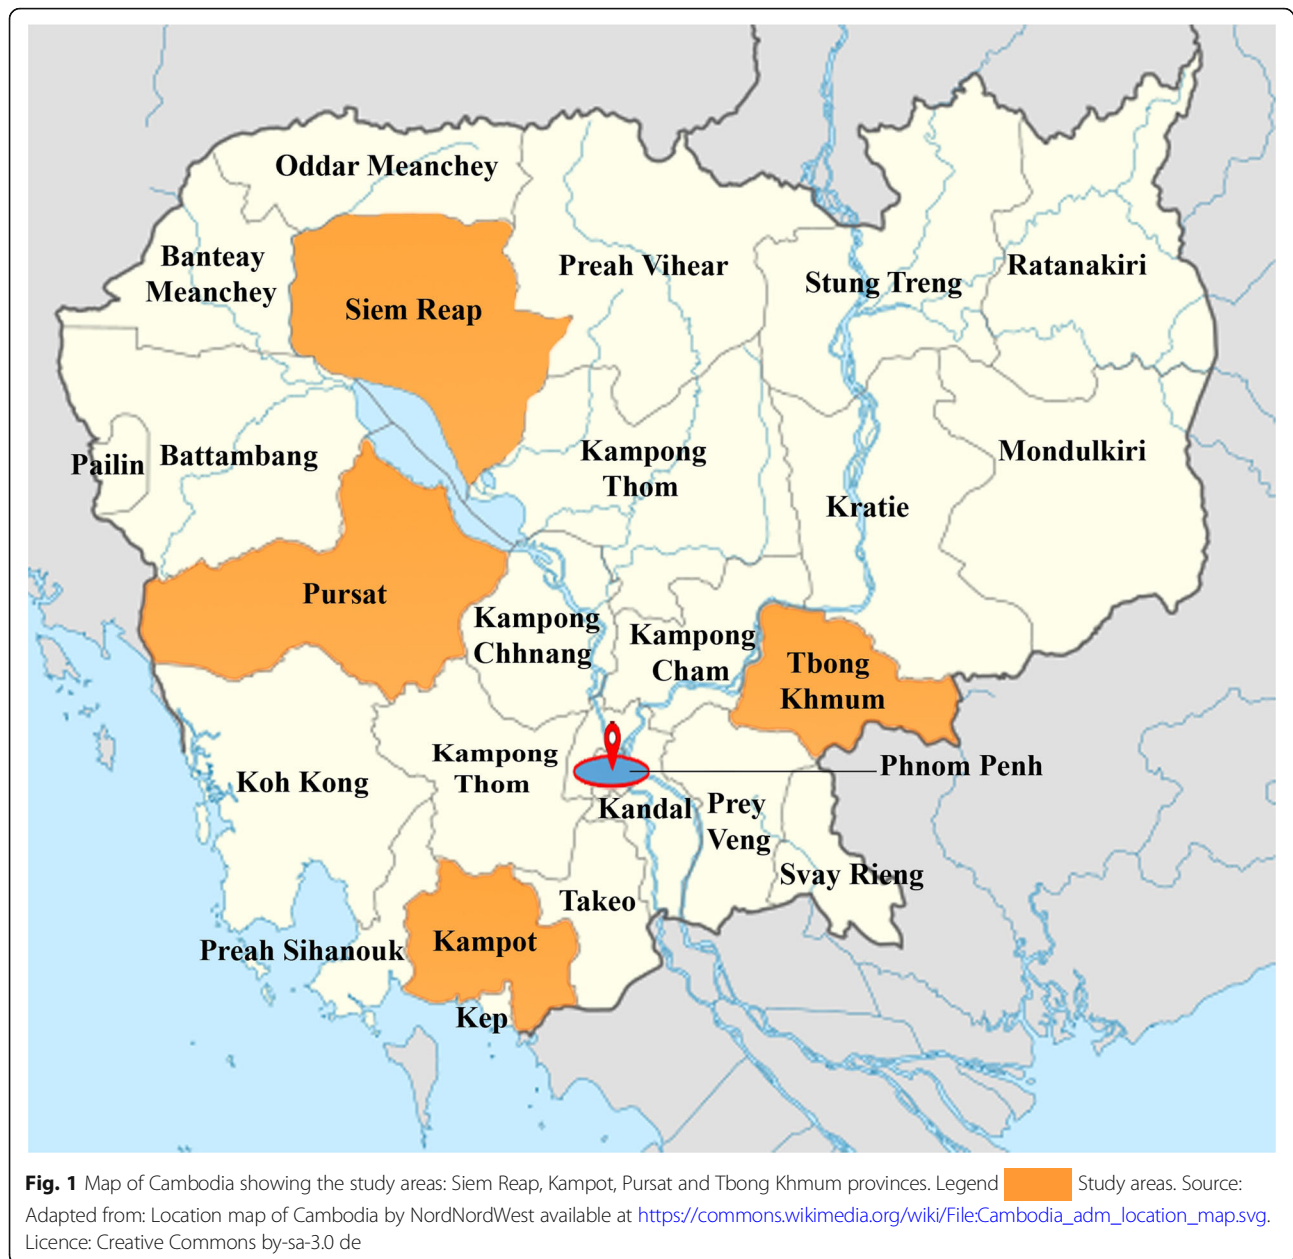 Oddar Meanchey
Banteay
Meanchey
Siem Reap
Preah Vihear
Stung Treng
Ratanakiri
Pailin
Battambang
Kampong
Thom
Mondulkiri
Kratie
Pursat
Kampong
Chhnang
Kampong
Cham
Tbong
Khmum
Koh Kong
Kampong
Thom
Phnom Penh
Kandal
Prey
Veng
Svay Rieng
Takeo
Preah Sihanouk
Kampot
Kep
Fig. 1 Map of Cambodia showing the study areas: Siem Reap, Kampot, Pursat and Tbong Khmum provinces. Legend Study areas. Source:
Adapted from: Location map of Cambodia by NordNordWest available at https://commons.wikimedia.org/wiki/File:Cambodia_adm_location_map.svg.
Licence: Creative Commons by-sa-3.0 de